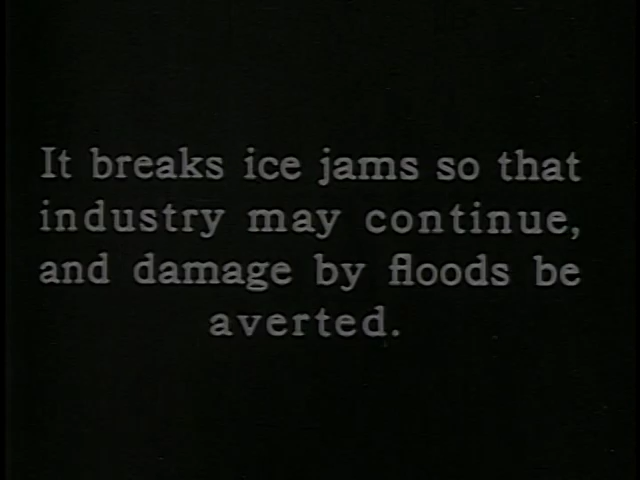 It breaks ice jams so that
industry may continue,
and damage by floods be
averted.